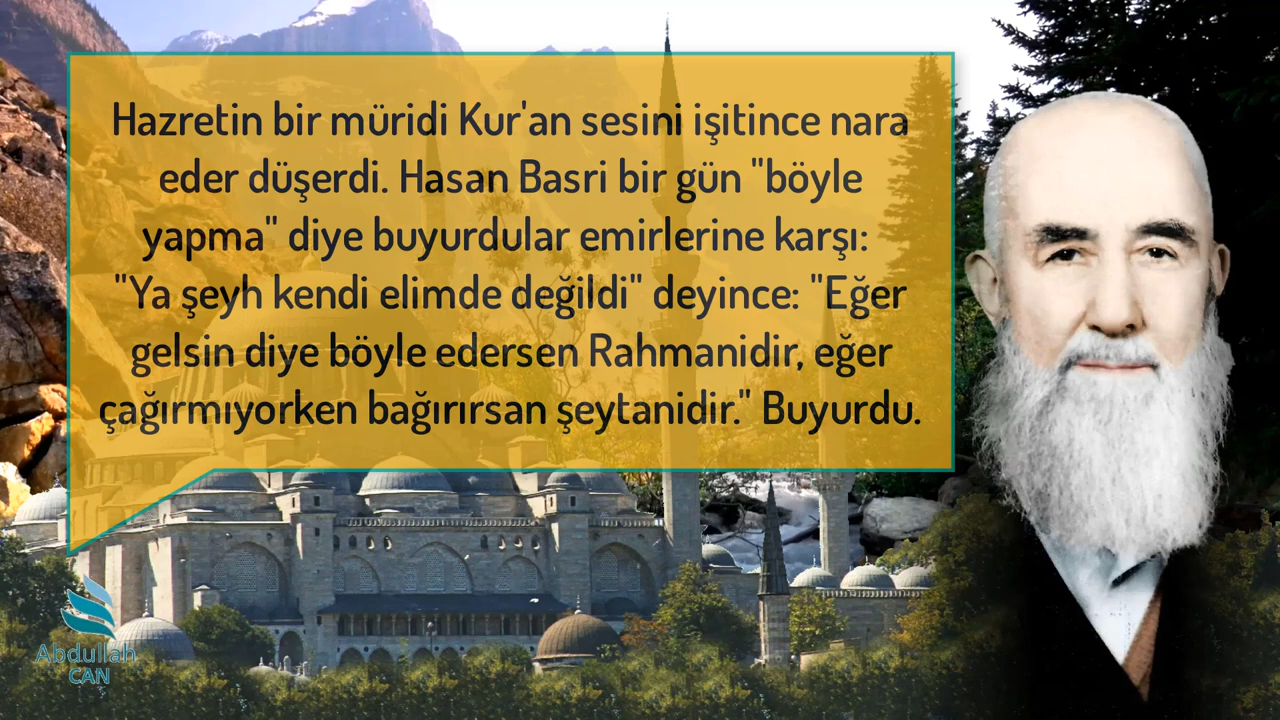 Hazretin bir müridi Kur'an sesini işitince nara
eder düşerdi. Hasan Basri bir gün "böyle
yapma" diye buyurdular emirlerine karşı:
"Ya şeyh kendi elimde değildi" deyince: "Eğer
gelsin diye böyle edersen Rahmanidir, eğer
çağırmıyorken bağırırsan şeytanidir." Buyurdu.
Abdullah
CAN